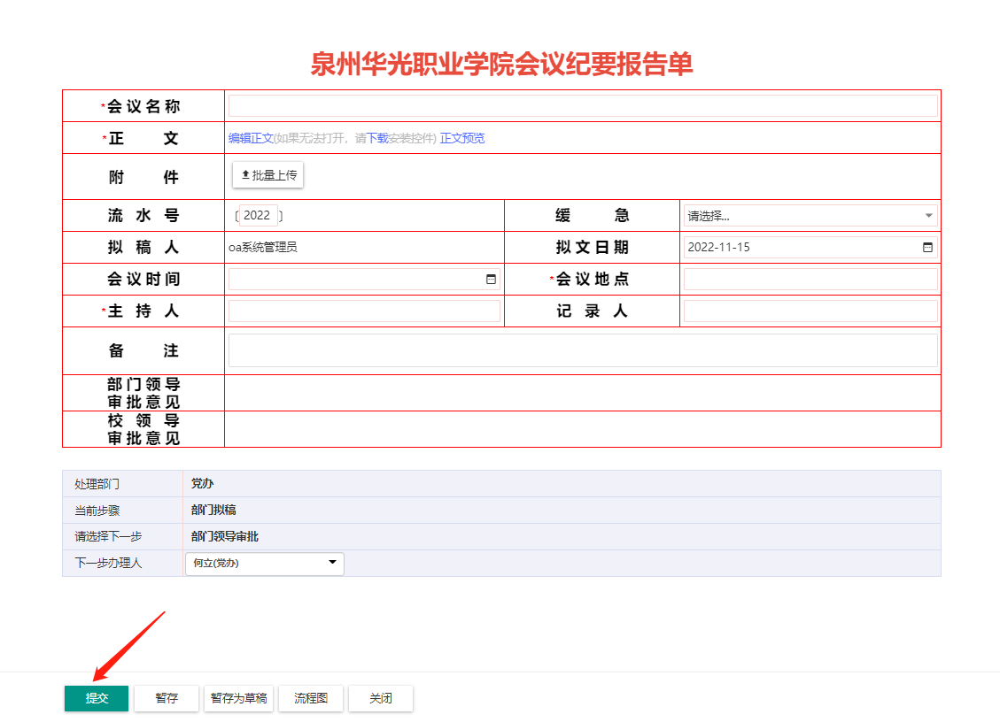 泉州华光职业学院会议纪要报告单
*会议名称
*正 文 编辑正文(如果无法打开，请下载安装控件) 正文预览
附 件 批量上传
流 水 号 〔2022〕 缓 急 请选择...
拟 稿 人 oa系统管理员 拟文日期 2022-11-15
会议时间 *会议地点
*主 持 人 记 录 人
备 注
部门领导
审批意见
校 领 导
审批意见
处理部门 党办
当前步骤 部门拟稿
请选择下一步 部门领导审批
下一步办理人 何立(党办)
提交 暂存 暂存为草稿 流程图 关闭